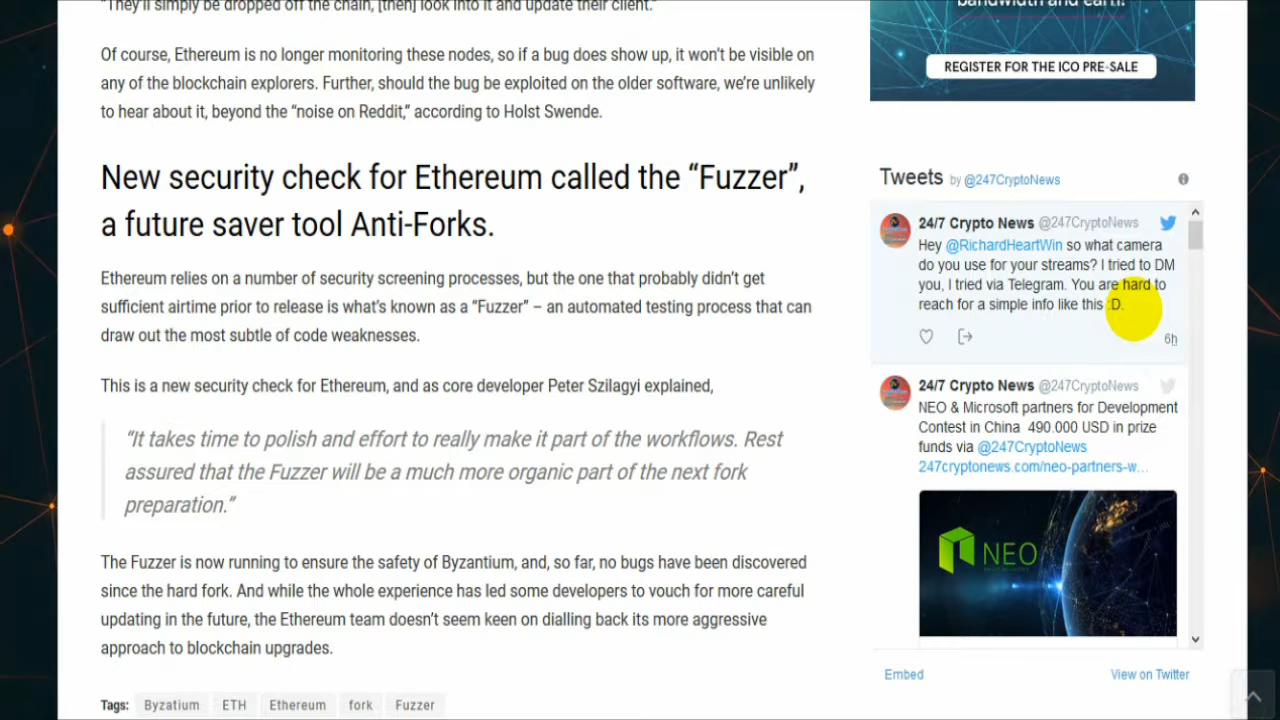 "They'll simply be dropped off the chain, [then] look into it and update their client."
Of course, Ethereum is no longer monitoring these nodes, so if a bug does show up, it won't be visible on
any of the blockchain explorers. Further, should the bug be exploited on the older software, we're unlikely
to hear about it, beyond the "noise on Reddit," according to Holst Swende.
New security check for Ethereum called the "Fuzzer",
a future saver tool Anti-Forks.
Ethereum relies on a number of security screening processes, but the one that probably didn't get
sufficient airtime prior to release is what's known as a "Fuzzer" – an automated testing process that can
draw out the most subtle of code weaknesses.
This is a new security check for Ethereum, and as core developer Peter Szilagyi explained,
"It takes time to polish and effort to really make it part of the workflows. Rest
assured that the Fuzzer will be a much more organic part of the next fork
preparation."
The Fuzzer is now running to ensure the safety of Byzantium, and, so far, no bugs have been discovered
since the hard fork. And while the whole experience has led some developers to vouch for more careful
updating in the future, the Ethereum team doesn't seem keen on dialling back its more aggressive
approach to blockchain upgrades.
Tags: Byzatium ETH Ethereum fork Fuzzer
bandwidth and earn!
REGISTER FOR THE ICO PRE-SALE
Tweets by @247CryptoNews
24/7 Crypto News @247CryptoNews
Hey @RichardHeartWin so what camera
do you use for your streams? I tried to DM
you, I tried via Telegram. You are hard to
reach for a simple info like this :D.
6h
24/7 Crypto News @247CryptoNews
NEO & Microsoft partners for Development
Contest in China 490.000 USD in prize
funds via @247CryptoNews
247cryptonews.com/neo-partners-w…
NEO
Embed
View on Twitter